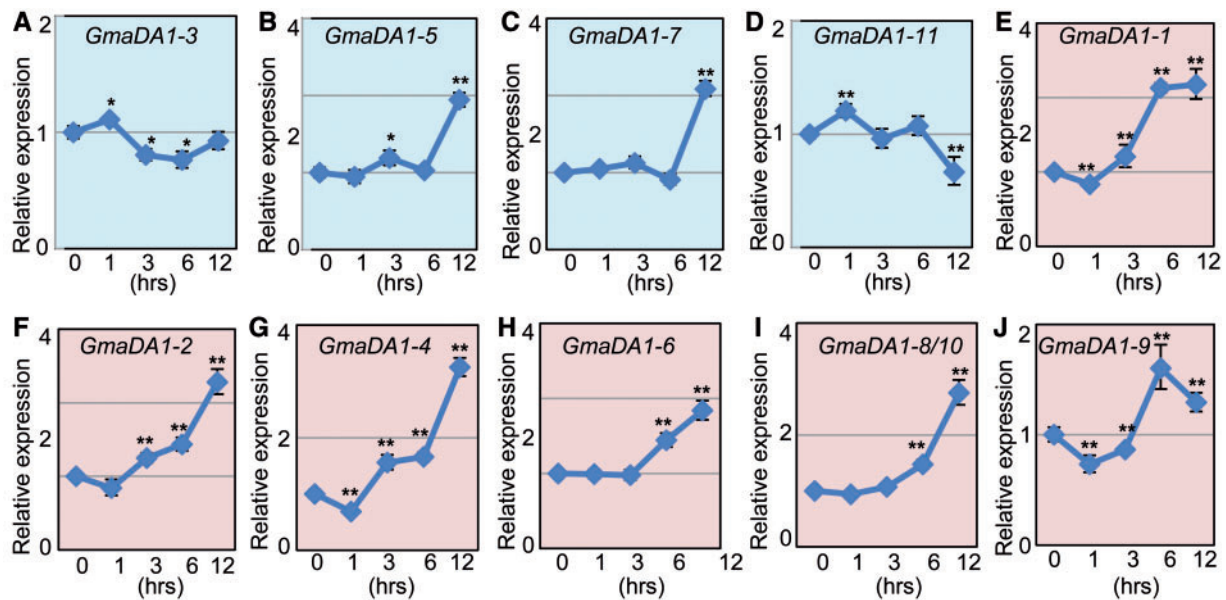 A
GmaDA1-3
Relative expression
2
1
0
*
*
*
0 1 3 6 12
(hrs)
B
GmaDA1-5
Relative expression
4
2
0
*
**
0 1 3 6 12
(hrs)
C
GmaDA1-7
Relative expression
4
2
0
**
0 1 3 6 12
(hrs)
D
GmaDA1-11
Relative expression
2
1
0
**
**
0 1 3 6 12
(hrs)
E
GmaDA1-1
Relative expression
4
2
0
**
**
**
**
0 1 3 6 12
(hrs)
F
GmaDA1-2
Relative expression
4
2
0
**
**
**
0 1 3 6 12
(hrs)
G
GmaDA1-4
Relative expression
4
2
0
**
**
**
**
0 1 3 6 12
(hrs)
H
GmaDA1-6
Relative expression
4
2
0
**
**
0 1 3 6 12
(hrs)
I
GmaDA1-8/10
Relative expression
4
2
0
**
**
0 1 3 6 12
(hrs)
J
GmaDA1-9
Relative expression
2
1
0
**
**
**
**
0 1 3 6 12
(hrs)